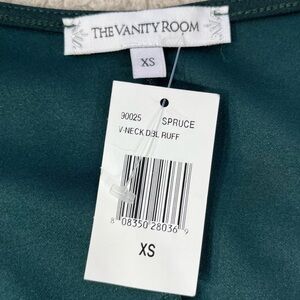 THE VANITY ROOM
XS
90025 SPRUCE
V-NECK DBL RUFF
8 08350 28036 9
XS